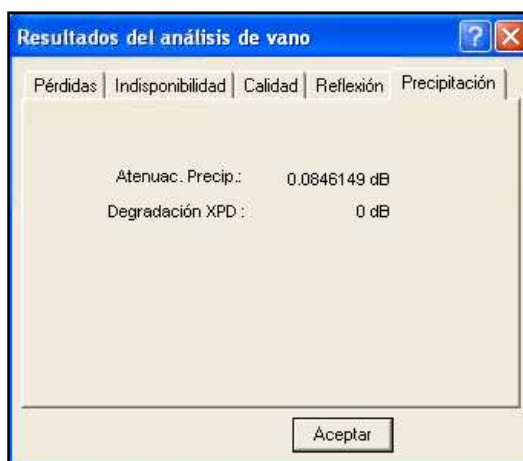 Resultados del análisis de vano
Pérdidas Indisponibilidad Calidad Reflexión Precipitación
Atenuac. Precip.: 0.0846149 dB
Degradación XPD : 0 dB
Aceptar